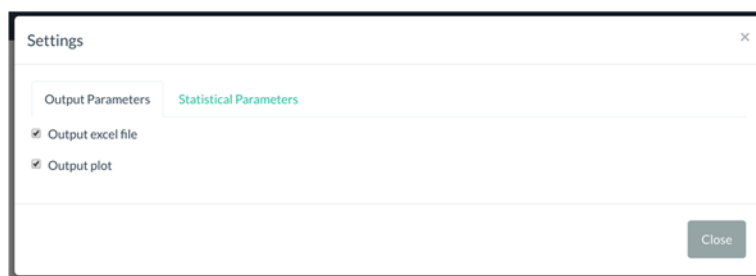 Settings
×
Output Parameters Statistical Parameters
Output excel file
Output plot
Close